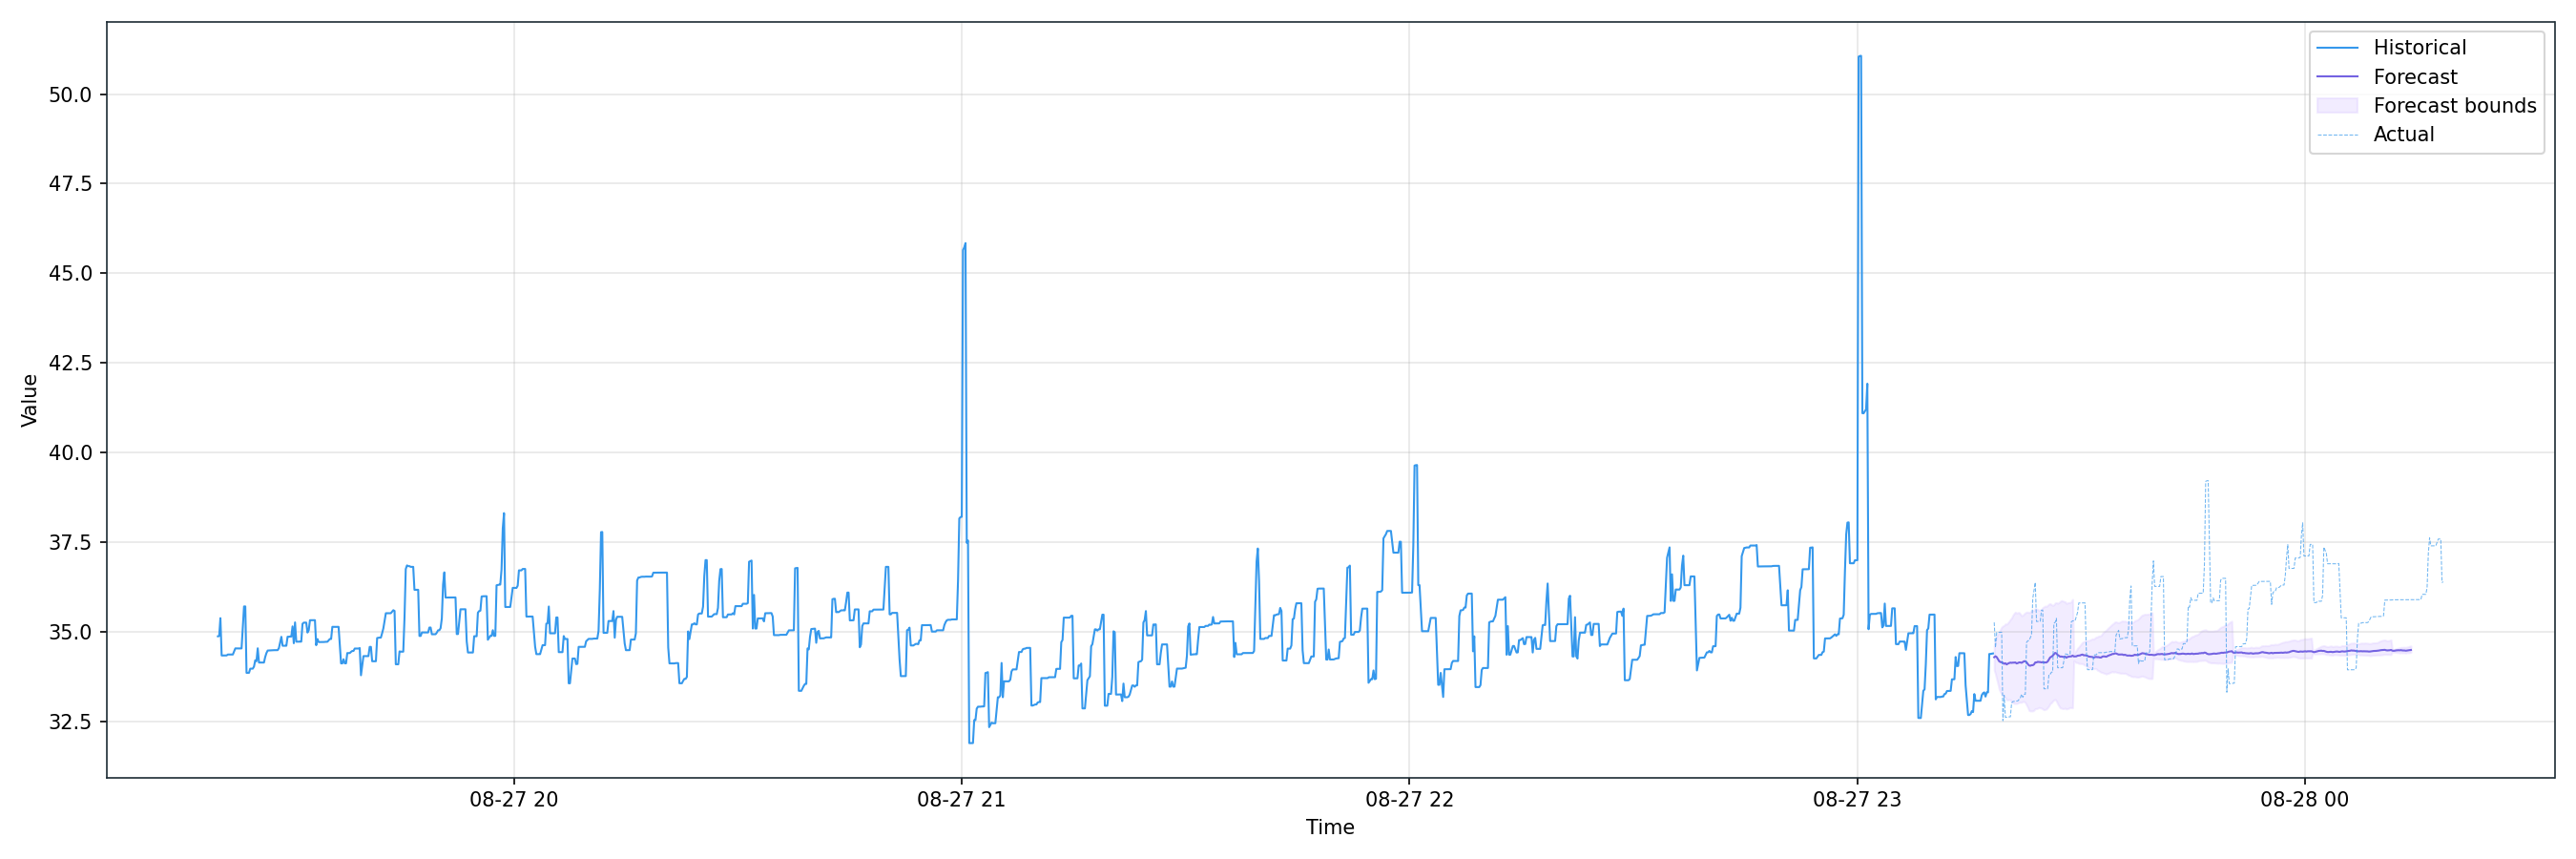 Historical
Forecast
Forecast bounds
Actual
50.0
47.5
45.0
42.5
40.0
37.5
35.0
32.5
Value
08-27 20
08-27 21
08-27 22
08-27 23
08-28 00
Time